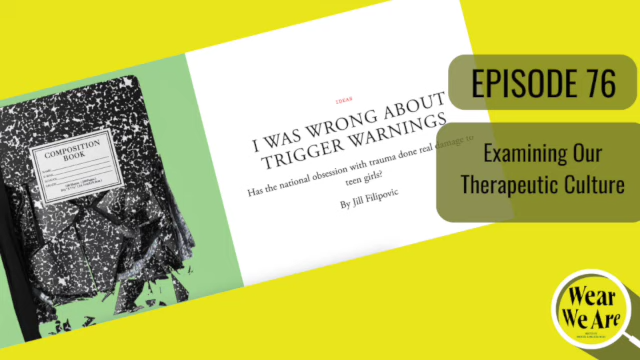 COMPOSITION
BOOK
IDEAS
I WAS WRONG ABOUT
TRIGGER WARNINGS
Has the national obsession with trauma done real damage to
teen girls?
By Jill Filipovic
EPISODE 76
Examining Our
Therapeutic Culture
Wear
We Are